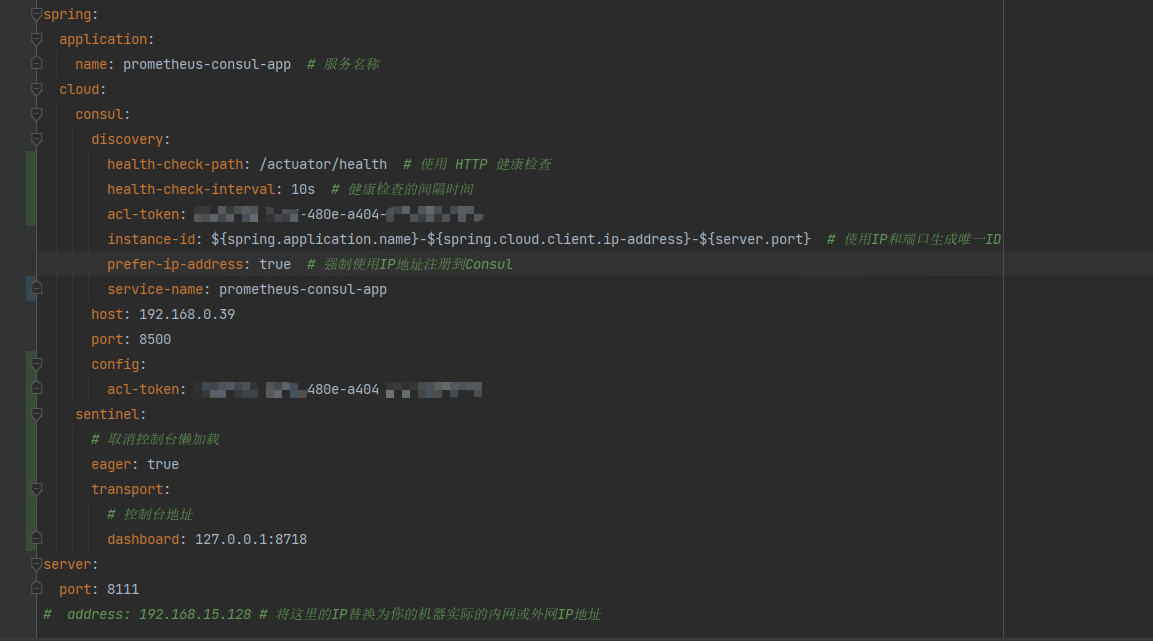 spring:
  application:
    name: prometheus-consul-app  # 服务名称
  cloud:
    consul:
      discovery:
        health-check-path: /actuator/health  # 使用 HTTP 健康检查
        health-check-interval: 10s  # 健康检查的间隔时间
        acl-token: -480e-a404-
        instance-id: ${spring.application.name}-${spring.cloud.client.ip-address}-${server.port}  # 使用IP和端口生成唯一ID
        prefer-ip-address: true  # 强制使用IP地址注册到Consul
        service-name: prometheus-consul-app
      host: 192.168.0.39
      port: 8500
      config:
        acl-token: 480e-a404
    sentinel:
      # 取消控制台懒加载
      eager: true
      transport:
        # 控制台地址
        dashboard: 127.0.0.1:8718
server:
  port: 8111
#  address: 192.168.15.128 # 将这里的IP替换为你的机器实际的内网或外网IP地址